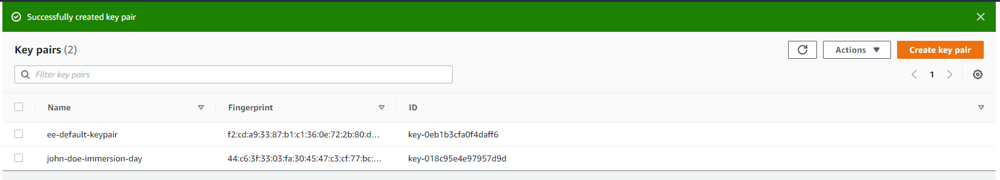 Successfully created key pair
Key pairs (2)
Actions
Create key pair
Filter key pairs
1
Name Fingerprint ID
ee-default-keypair f2:cd:a9:33:87:b1:c1:36:0e:72:2b:80:d... key-0eb1b3cfa0f4daff6
john-doe-immersion-day 44:c6:3f:33:03:fa:30:45:47:c3:cf:77:bc:... key-018c95e4e97957d9d